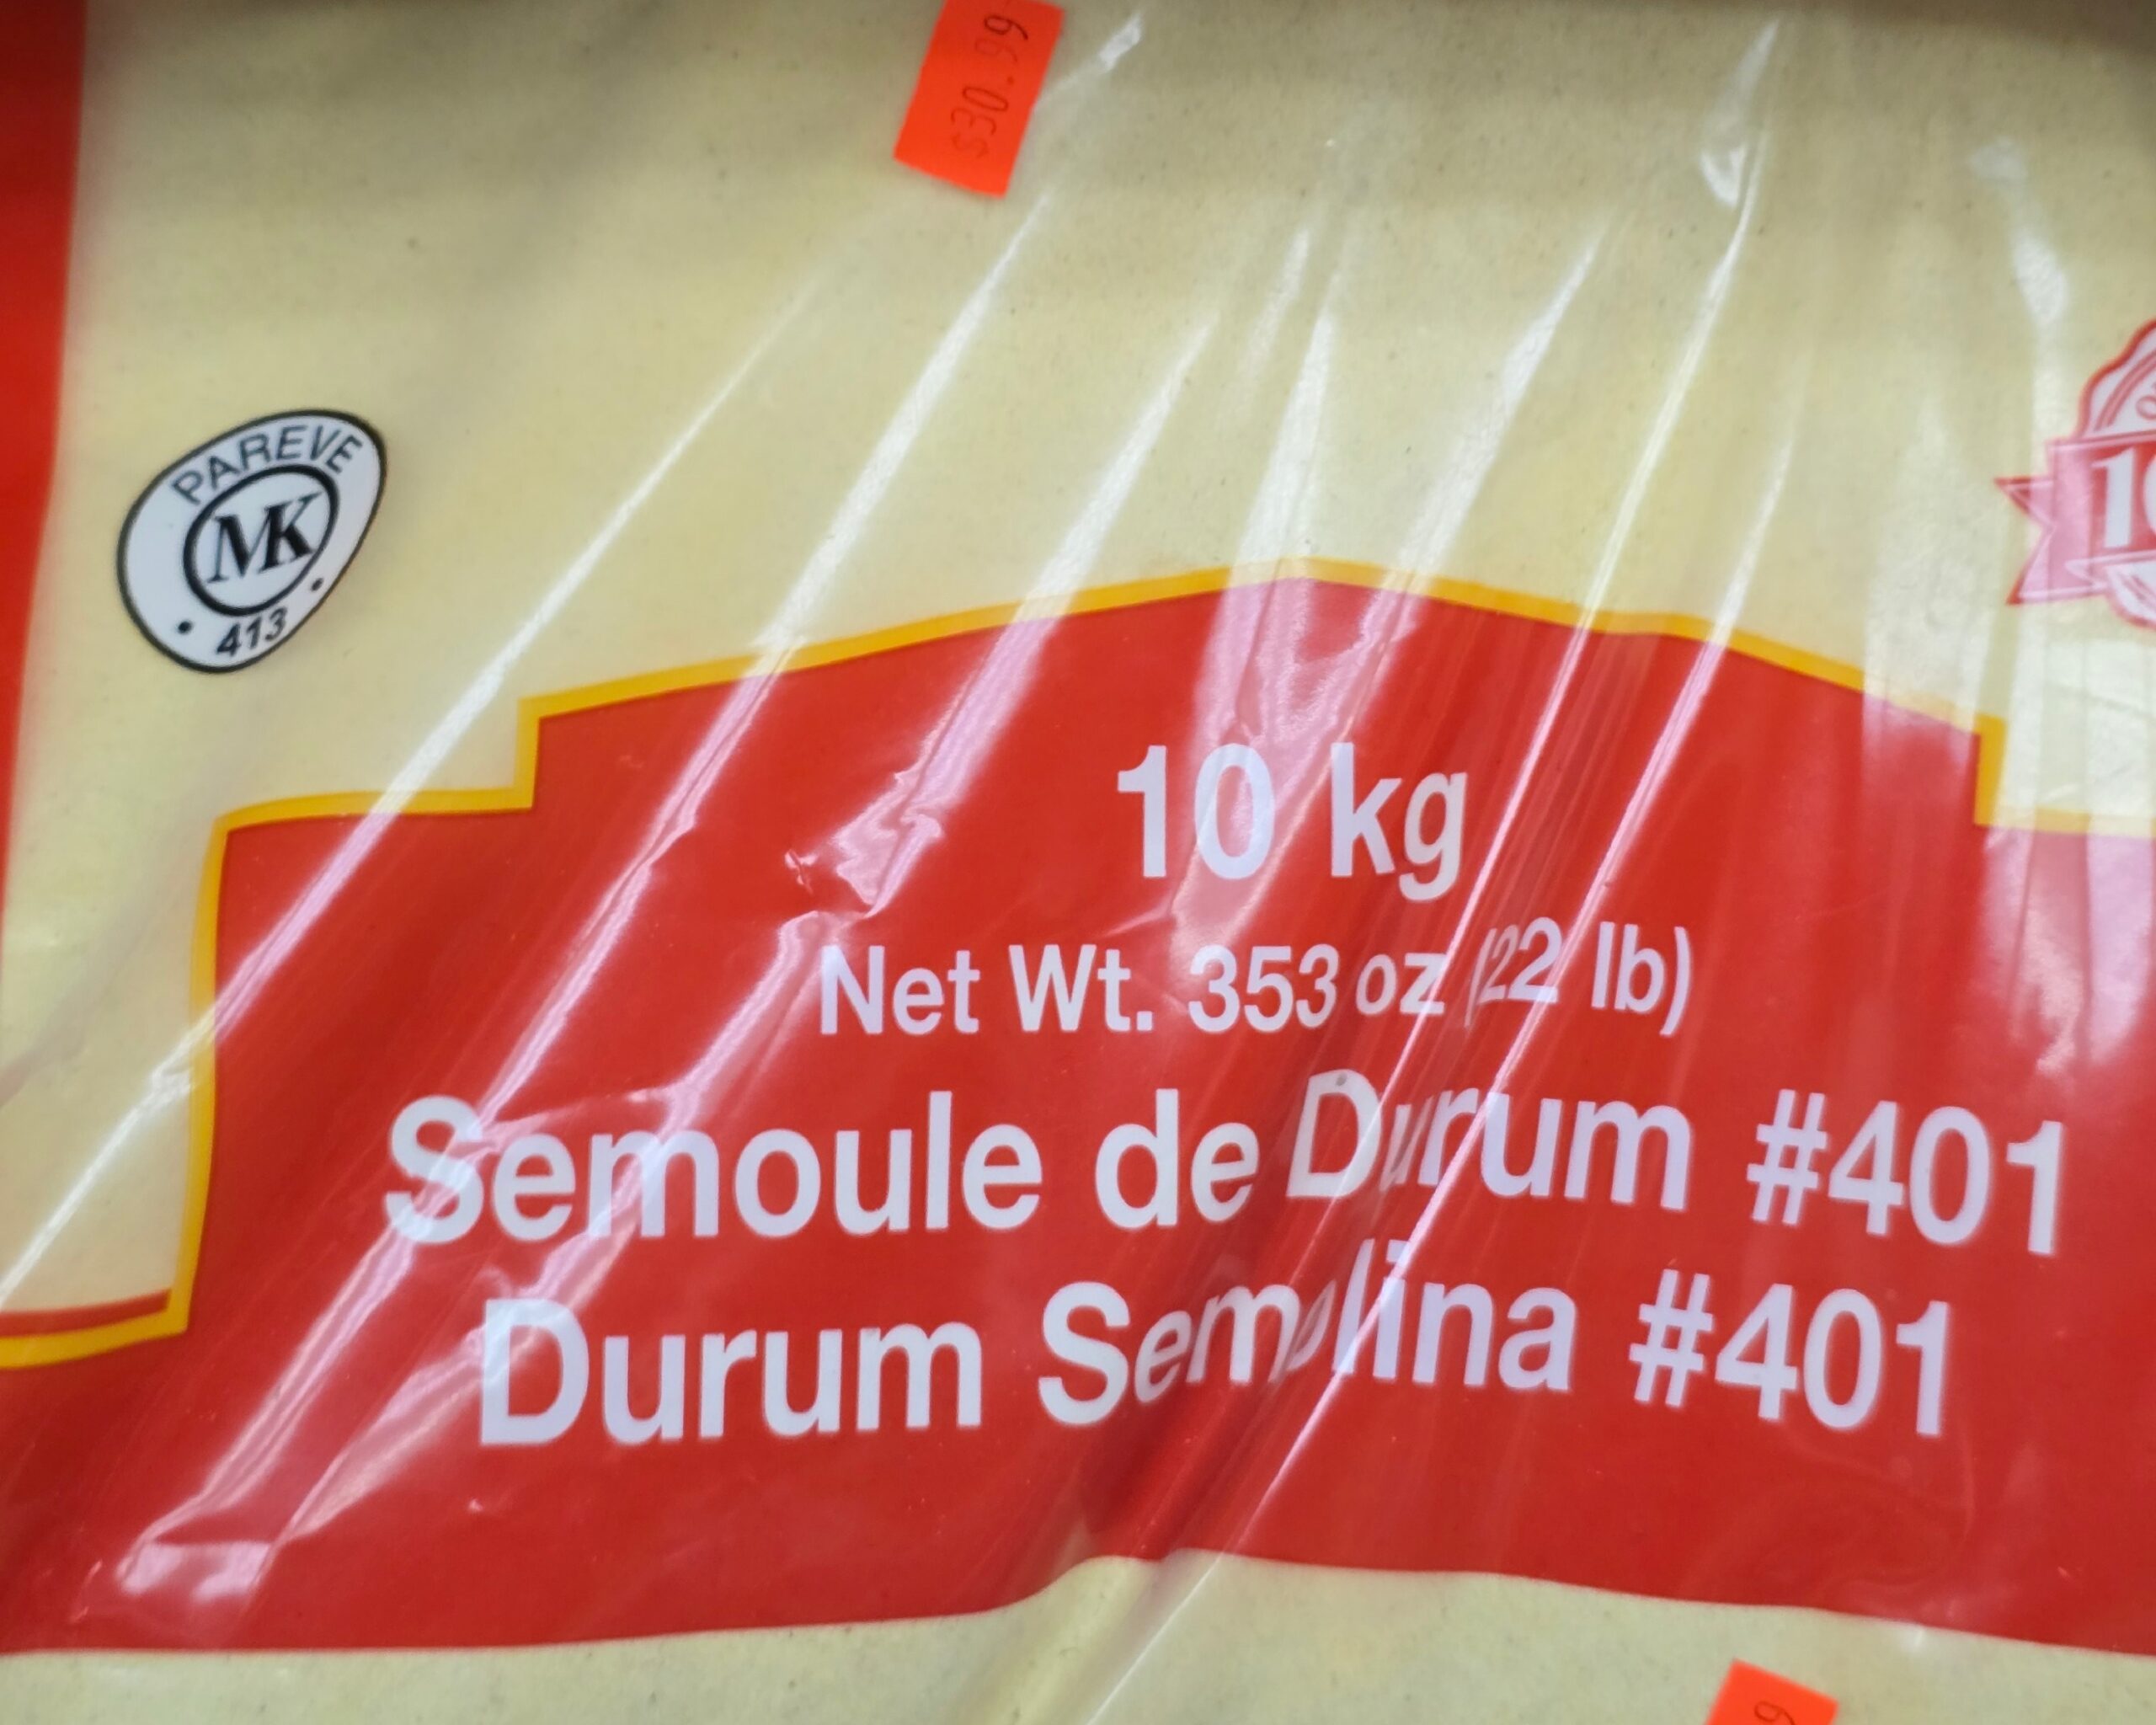 $30.99
PAREVE
MK
• 413 •
10 kg
Net Wt. 353 oz (22 lb)
Semoule de Durum #401
Durum Semolina #401